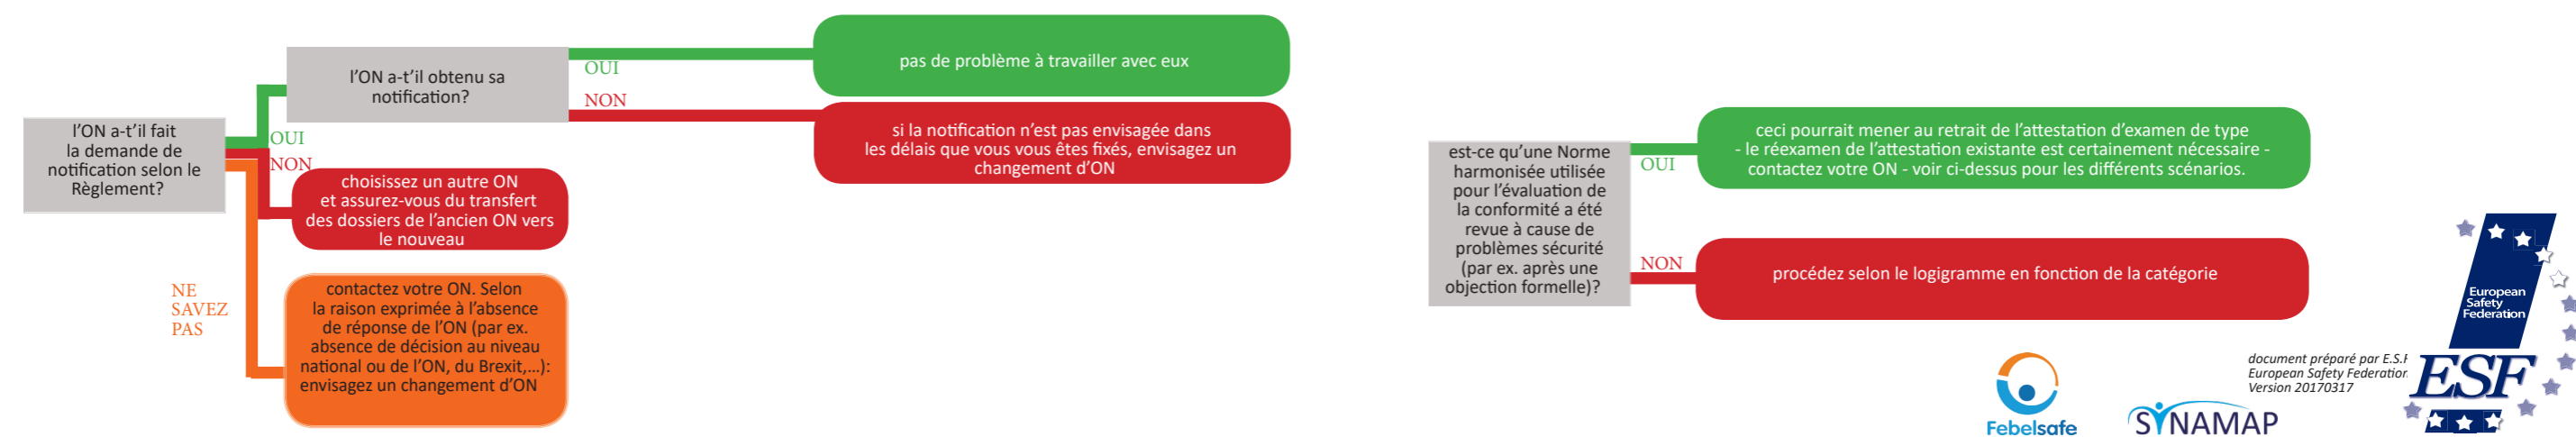 l'ON a-t'il fait
la demande de
notification selon le
Règlement?
OUI
NON
NE
SAVEZ
PAS
l'ON a-t'il obtenu sa
notification?
OUI
NON
pas de problème à travailler avec eux
si la notification n'est pas envisagée dans
les délais que vous vous êtes fixés, envisagez un
changement d'ON
choisissez un autre ON
et assurez-vous du transfert
des dossiers de l'ancien ON vers
le nouveau
contactez votre ON. Selon
la raison exprimée à l'absence
de réponse de l'ON (par ex.
absence de décision au niveau
national ou de l'ON, du Brexit,...):
envisagez un changement d'ON
est-ce qu'une Norme
harmonisée utilisée
pour l'évaluation de
la conformité a été
revue à cause de
problèmes sécurité
(par ex. après une
objection formelle)?
OUI
NON
ceci pourrait mener au retrait de l'attestation d'examen de type
- le réexamen de l'attestation existante est certainement nécessaire -
contactez votre ON - voir ci-dessus pour les différents scénarios.
procédez selon le logigramme en fonction de la catégorie
Febelsafe
SYNAMAP
document préparé par E.S.F
European Safety Federation
Version 20170317
European
Safety
Federation
ESF